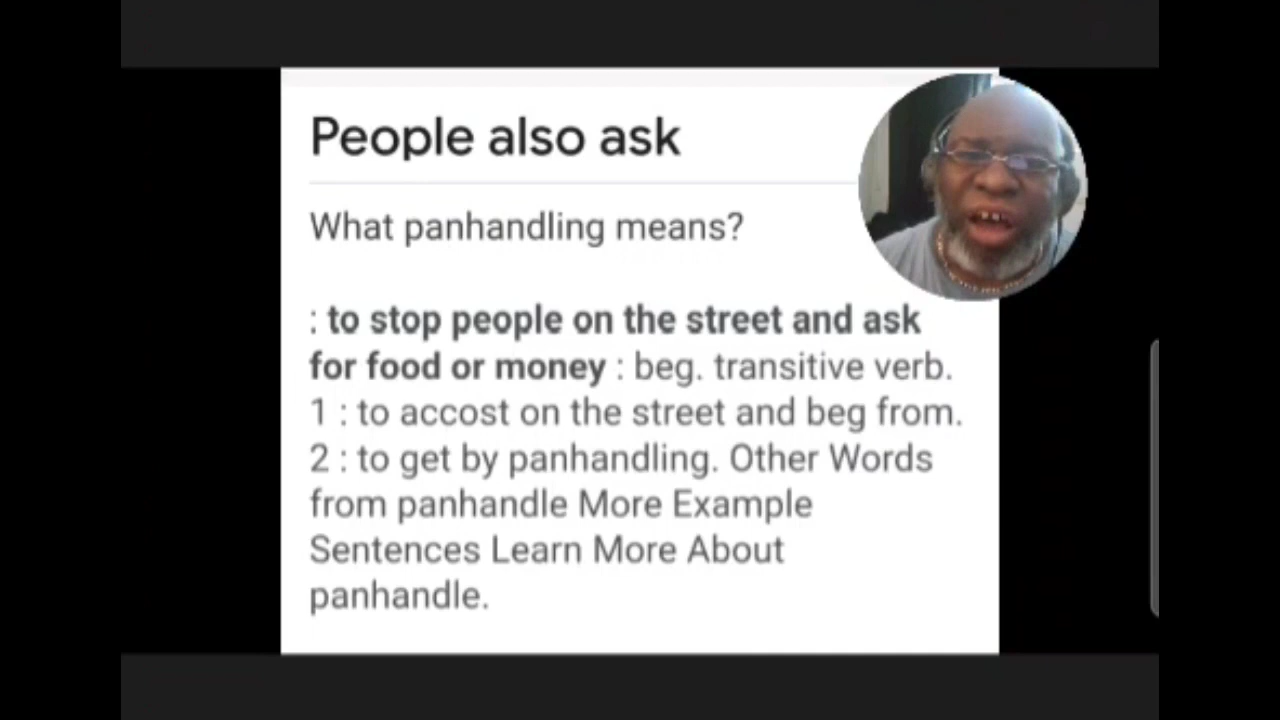 People also ask
What panhandling means?
: to stop people on the street and ask
for food or money : beg. transitive verb.
1 : to accost on the street and beg from.
2 : to get by panhandling. Other Words
from panhandle More Example
Sentences Learn More About
panhandle.